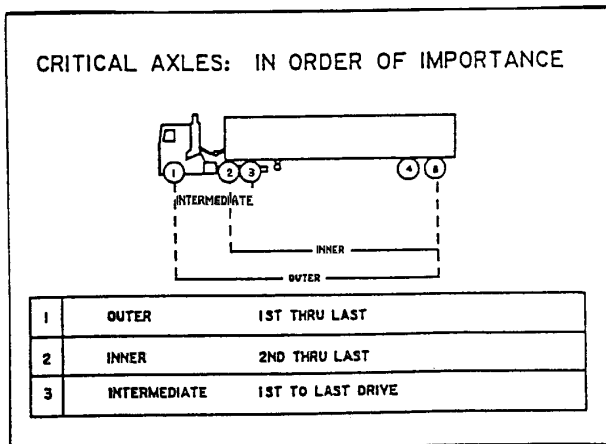 CRITICAL AXLES: IN ORDER OF IMPORTANCE
1 2 3 4 5
INTERMEDIATE
INNER
OUTER
1 OUTER 1ST THRU LAST
2 INNER 2ND THRU LAST
3 INTERMEDIATE 1ST TO LAST DRIVE